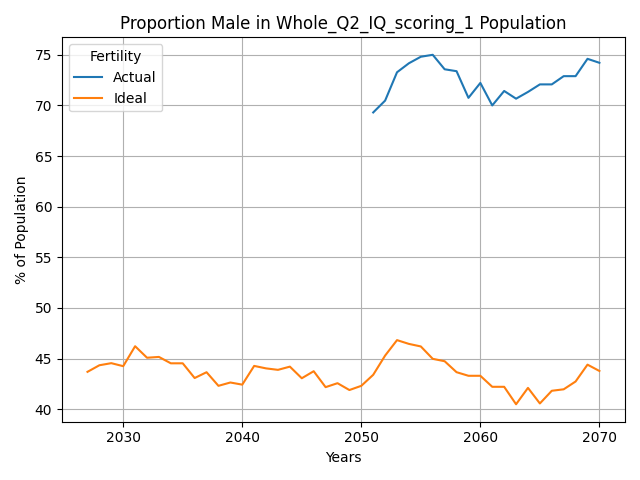 Proportion Male in Whole_Q2_IQ_scoring_1 Population
Fertility
Actual
Ideal
% of Population
75
70
65
60
55
50
45
40
2030
2040
2050
2060
2070
Years